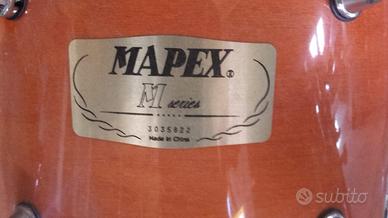 MAPEX®
M series
3035822
Made in China
subito